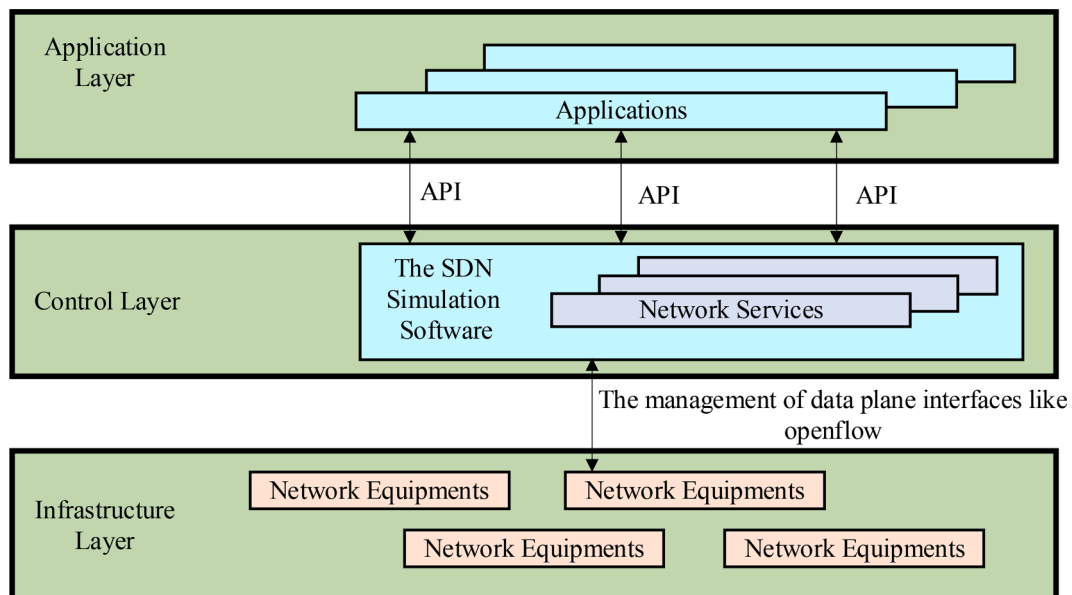 Application
Layer
Applications
API
API
API
Control Layer
The SDN
Simulation
Software
Network Services
The management of data plane interfaces like
openflow
Infrastructure
Layer
Network Equipments
Network Equipments
Network Equipments
Network Equipments